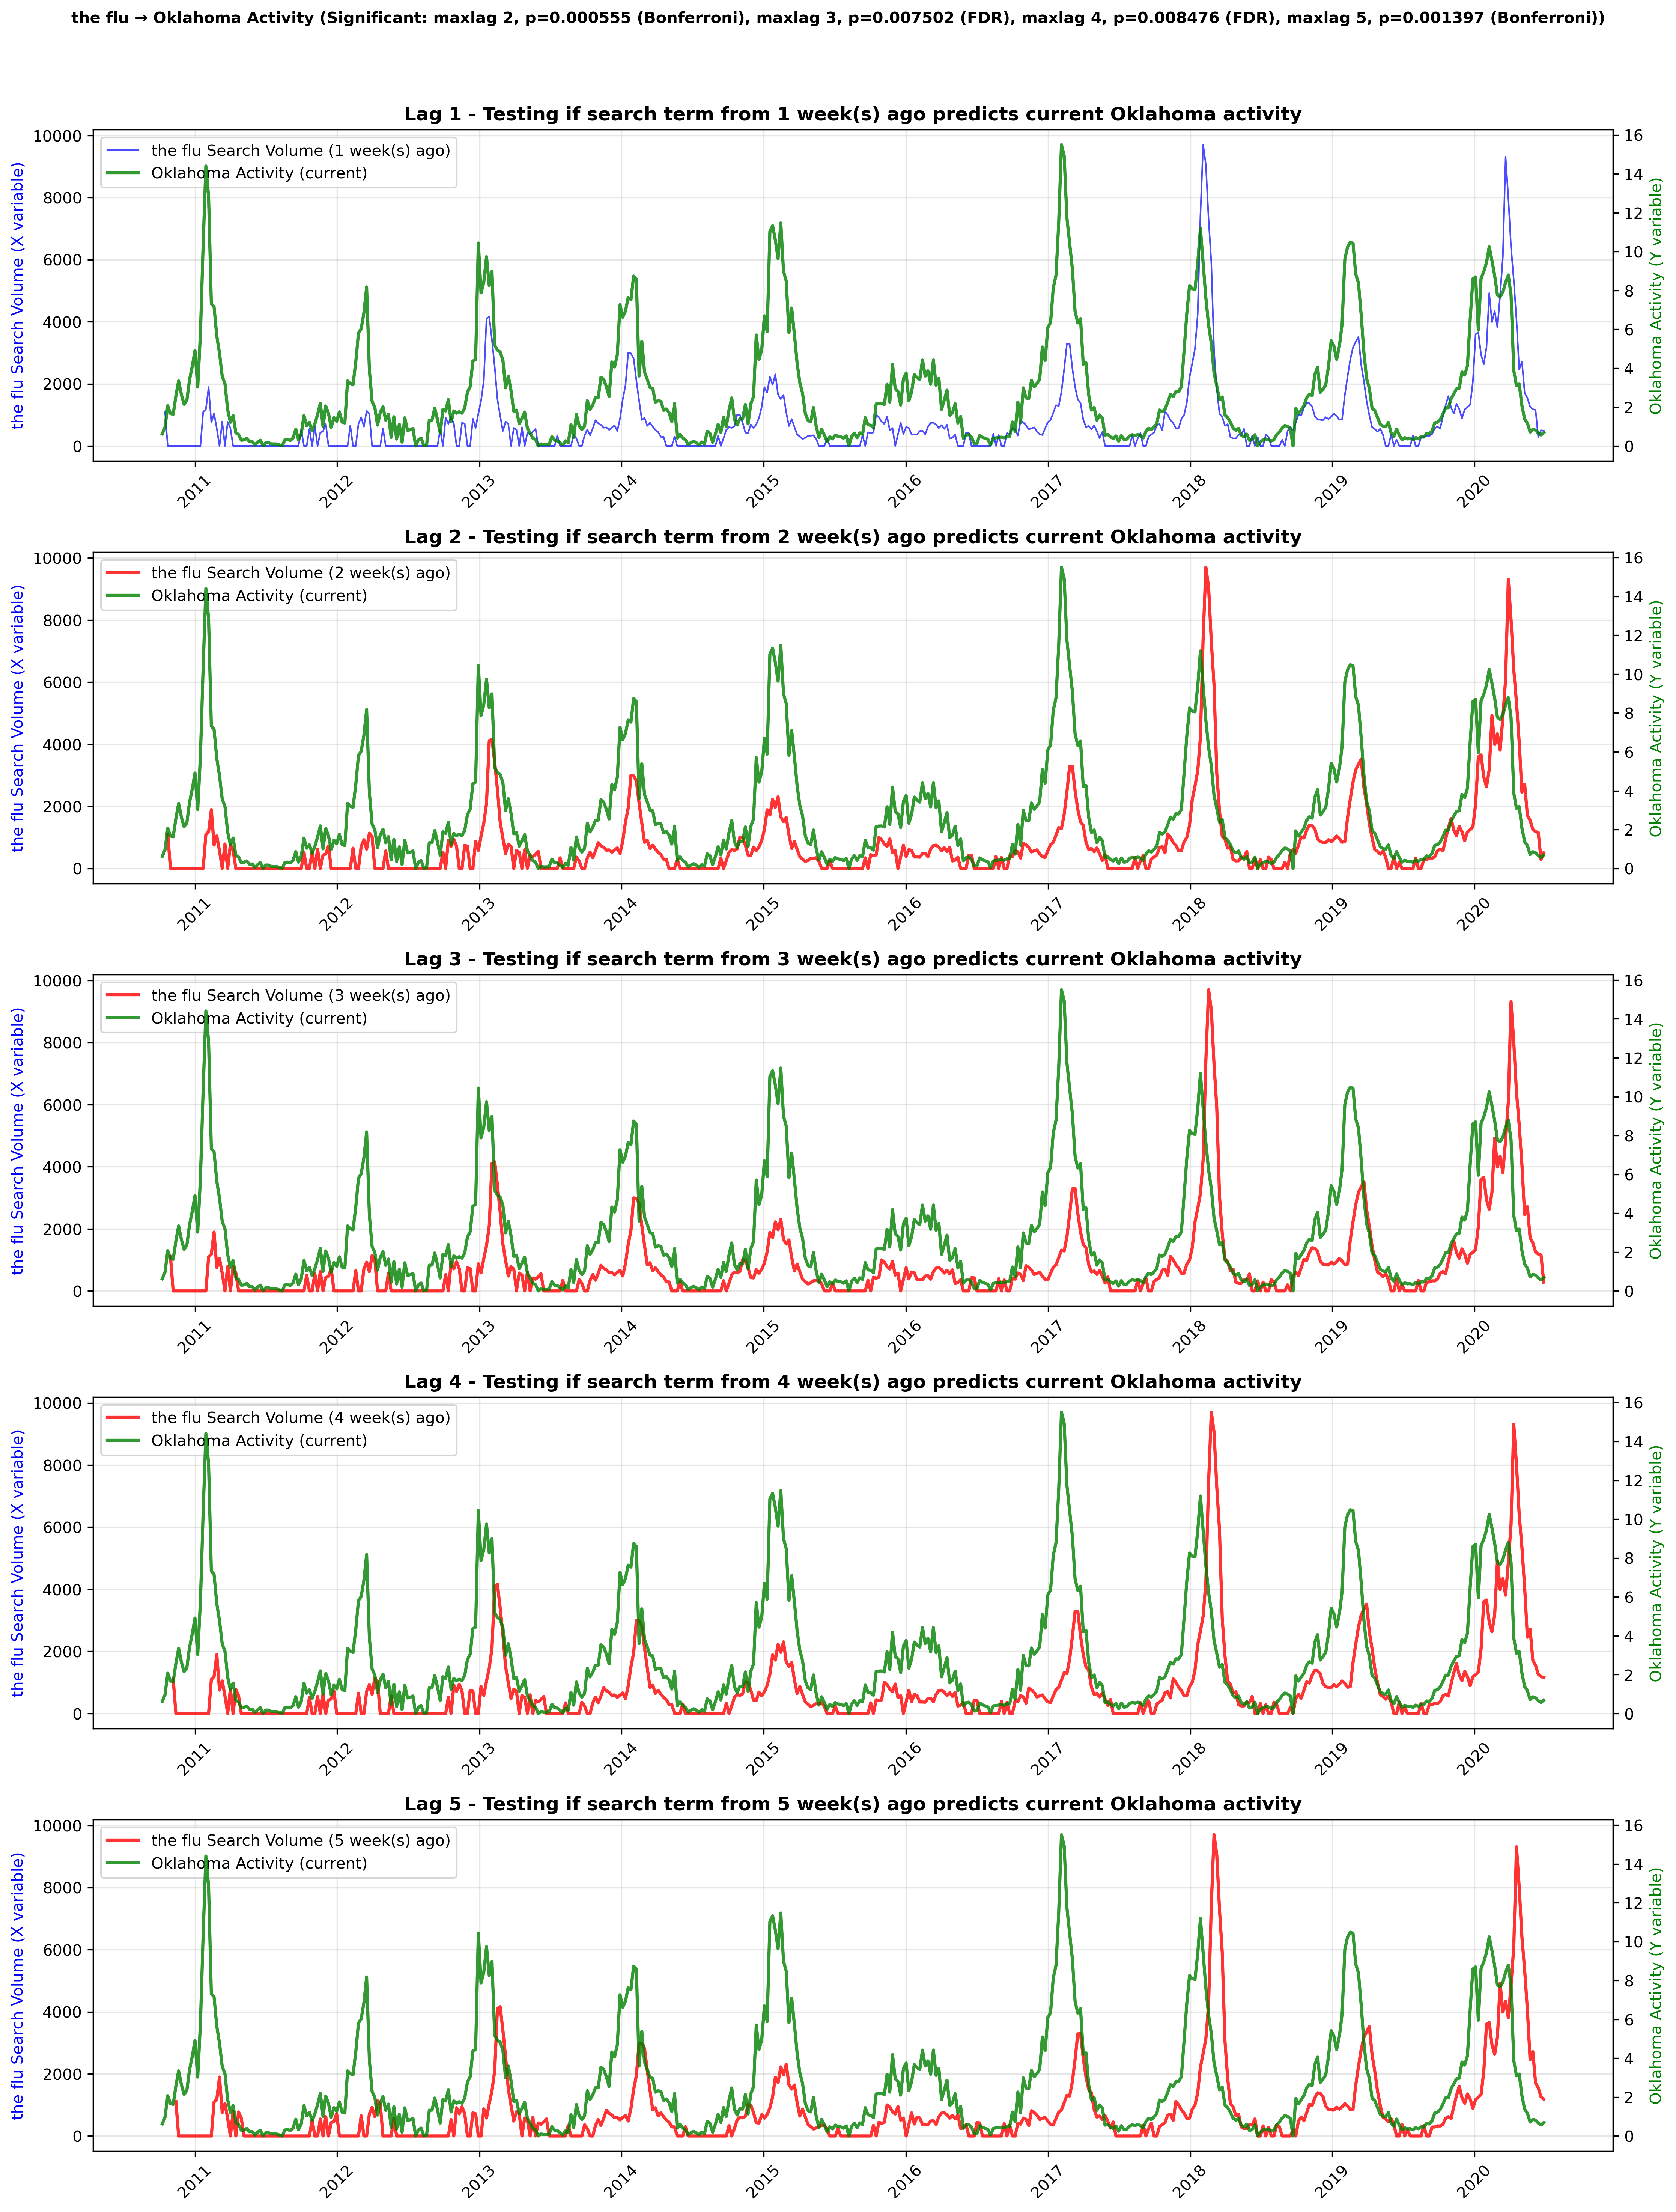 the flu → Oklahoma Activity (Significant: maxlag 2, p=0.000555 (Bonferroni), maxlag 3, p=0.007502 (FDR), maxlag 4, p=0.008476 (FDR), maxlag 5, p=0.001397 (Bonferroni))
Lag 1 - Testing if search term from 1 week(s) ago predicts current Oklahoma activity
the flu Search Volume (1 week(s) ago)
Oklahoma Activity (current)
the flu Search Volume (X variable)
10000
8000
6000
4000
2000
0
Oklahoma Activity (Y variable)
16
14
12
10
8
6
4
2
0
2011 2012 2013 2014 2015 2016 2017 2018 2019 2020
Lag 2 - Testing if search term from 2 week(s) ago predicts current Oklahoma activity
the flu Search Volume (2 week(s) ago)
Oklahoma Activity (current)
the flu Search Volume (X variable)
10000
8000
6000
4000
2000
0
Oklahoma Activity (Y variable)
16
14
12
10
8
6
4
2
0
2011 2012 2013 2014 2015 2016 2017 2018 2019 2020
Lag 3 - Testing if search term from 3 week(s) ago predicts current Oklahoma activity
the flu Search Volume (3 week(s) ago)
Oklahoma Activity (current)
the flu Search Volume (X variable)
10000
8000
6000
4000
2000
0
Oklahoma Activity (Y variable)
16
14
12
10
8
6
4
2
0
2011 2012 2013 2014 2015 2016 2017 2018 2019 2020
Lag 4 - Testing if search term from 4 week(s) ago predicts current Oklahoma activity
the flu Search Volume (4 week(s) ago)
Oklahoma Activity (current)
the flu Search Volume (X variable)
10000
8000
6000
4000
2000
0
Oklahoma Activity (Y variable)
16
14
12
10
8
6
4
2
0
2011 2012 2013 2014 2015 2016 2017 2018 2019 2020
Lag 5 - Testing if search term from 5 week(s) ago predicts current Oklahoma activity
the flu Search Volume (5 week(s) ago)
Oklahoma Activity (current)
the flu Search Volume (X variable)
10000
8000
6000
4000
2000
0
Oklahoma Activity (Y variable)
16
14
12
10
8
6
4
2
0
2011 2012 2013 2014 2015 2016 2017 2018 2019 2020